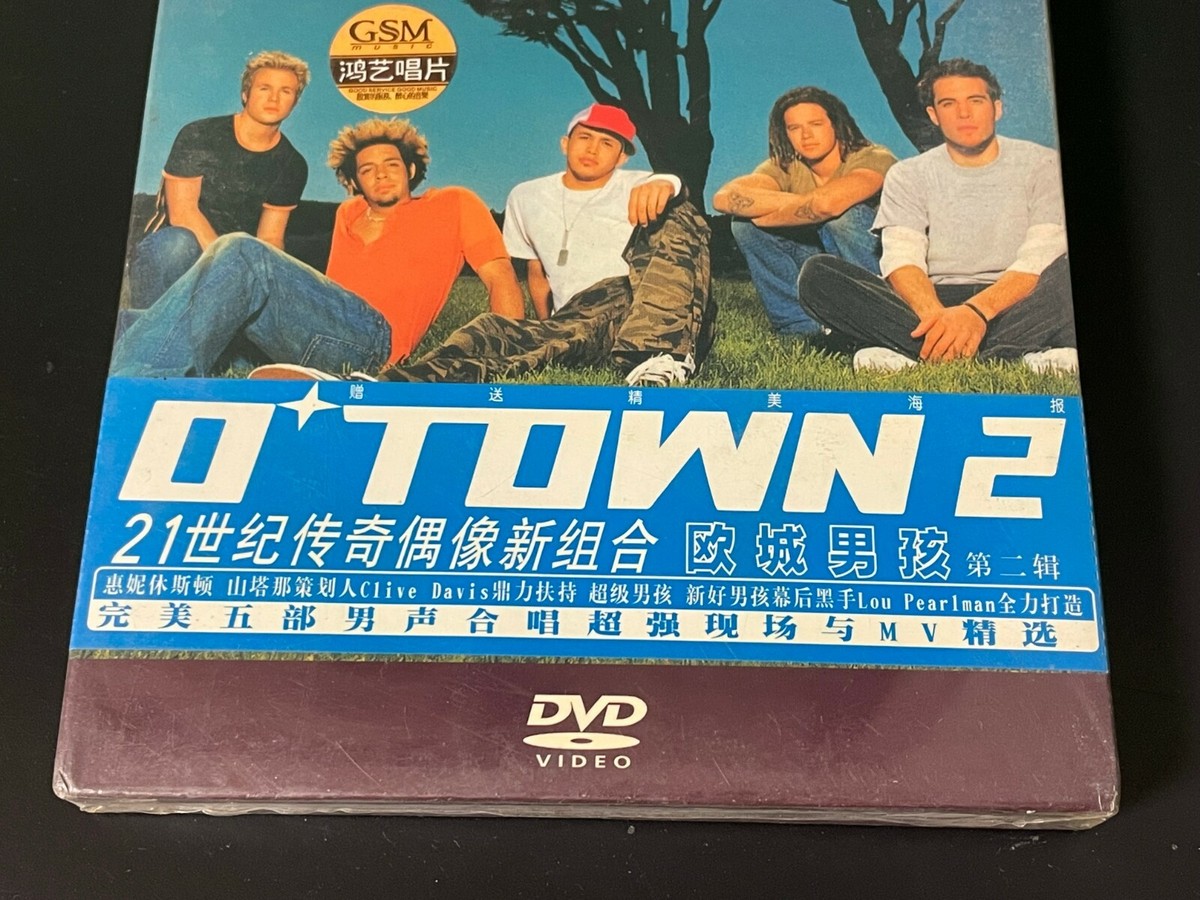 GSM
music
鸿艺唱片
GOOD SERVICE GOOD MUSIC
赠送精美海报
O*TOWN 2
21世纪传奇偶像新组合 欧城男孩 第二辑
惠妮休斯顿 山塔那策划人Clive Davis鼎力扶持 超级男孩 新好男孩幕后黑手Lou Pearlman全力打造
完美五部男声合唱超强现场与MV精选
DVD
VIDEO